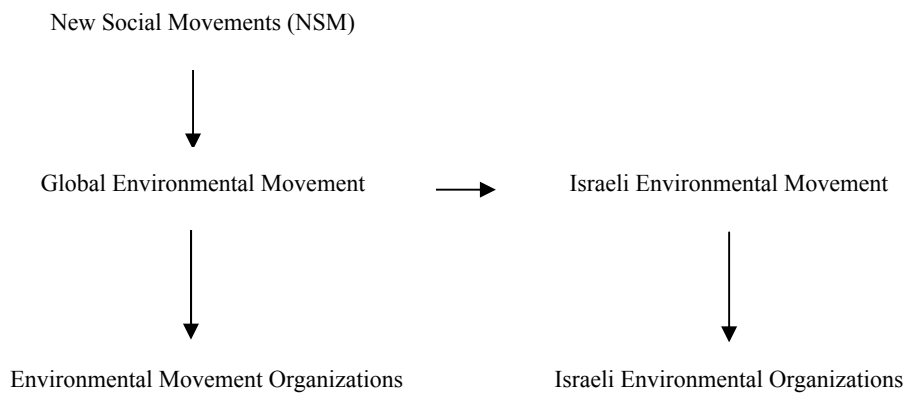 New Social Movements (NSM)
Global Environmental Movement
Israeli Environmental Movement
Environmental Movement Organizations
Israeli Environmental Organizations